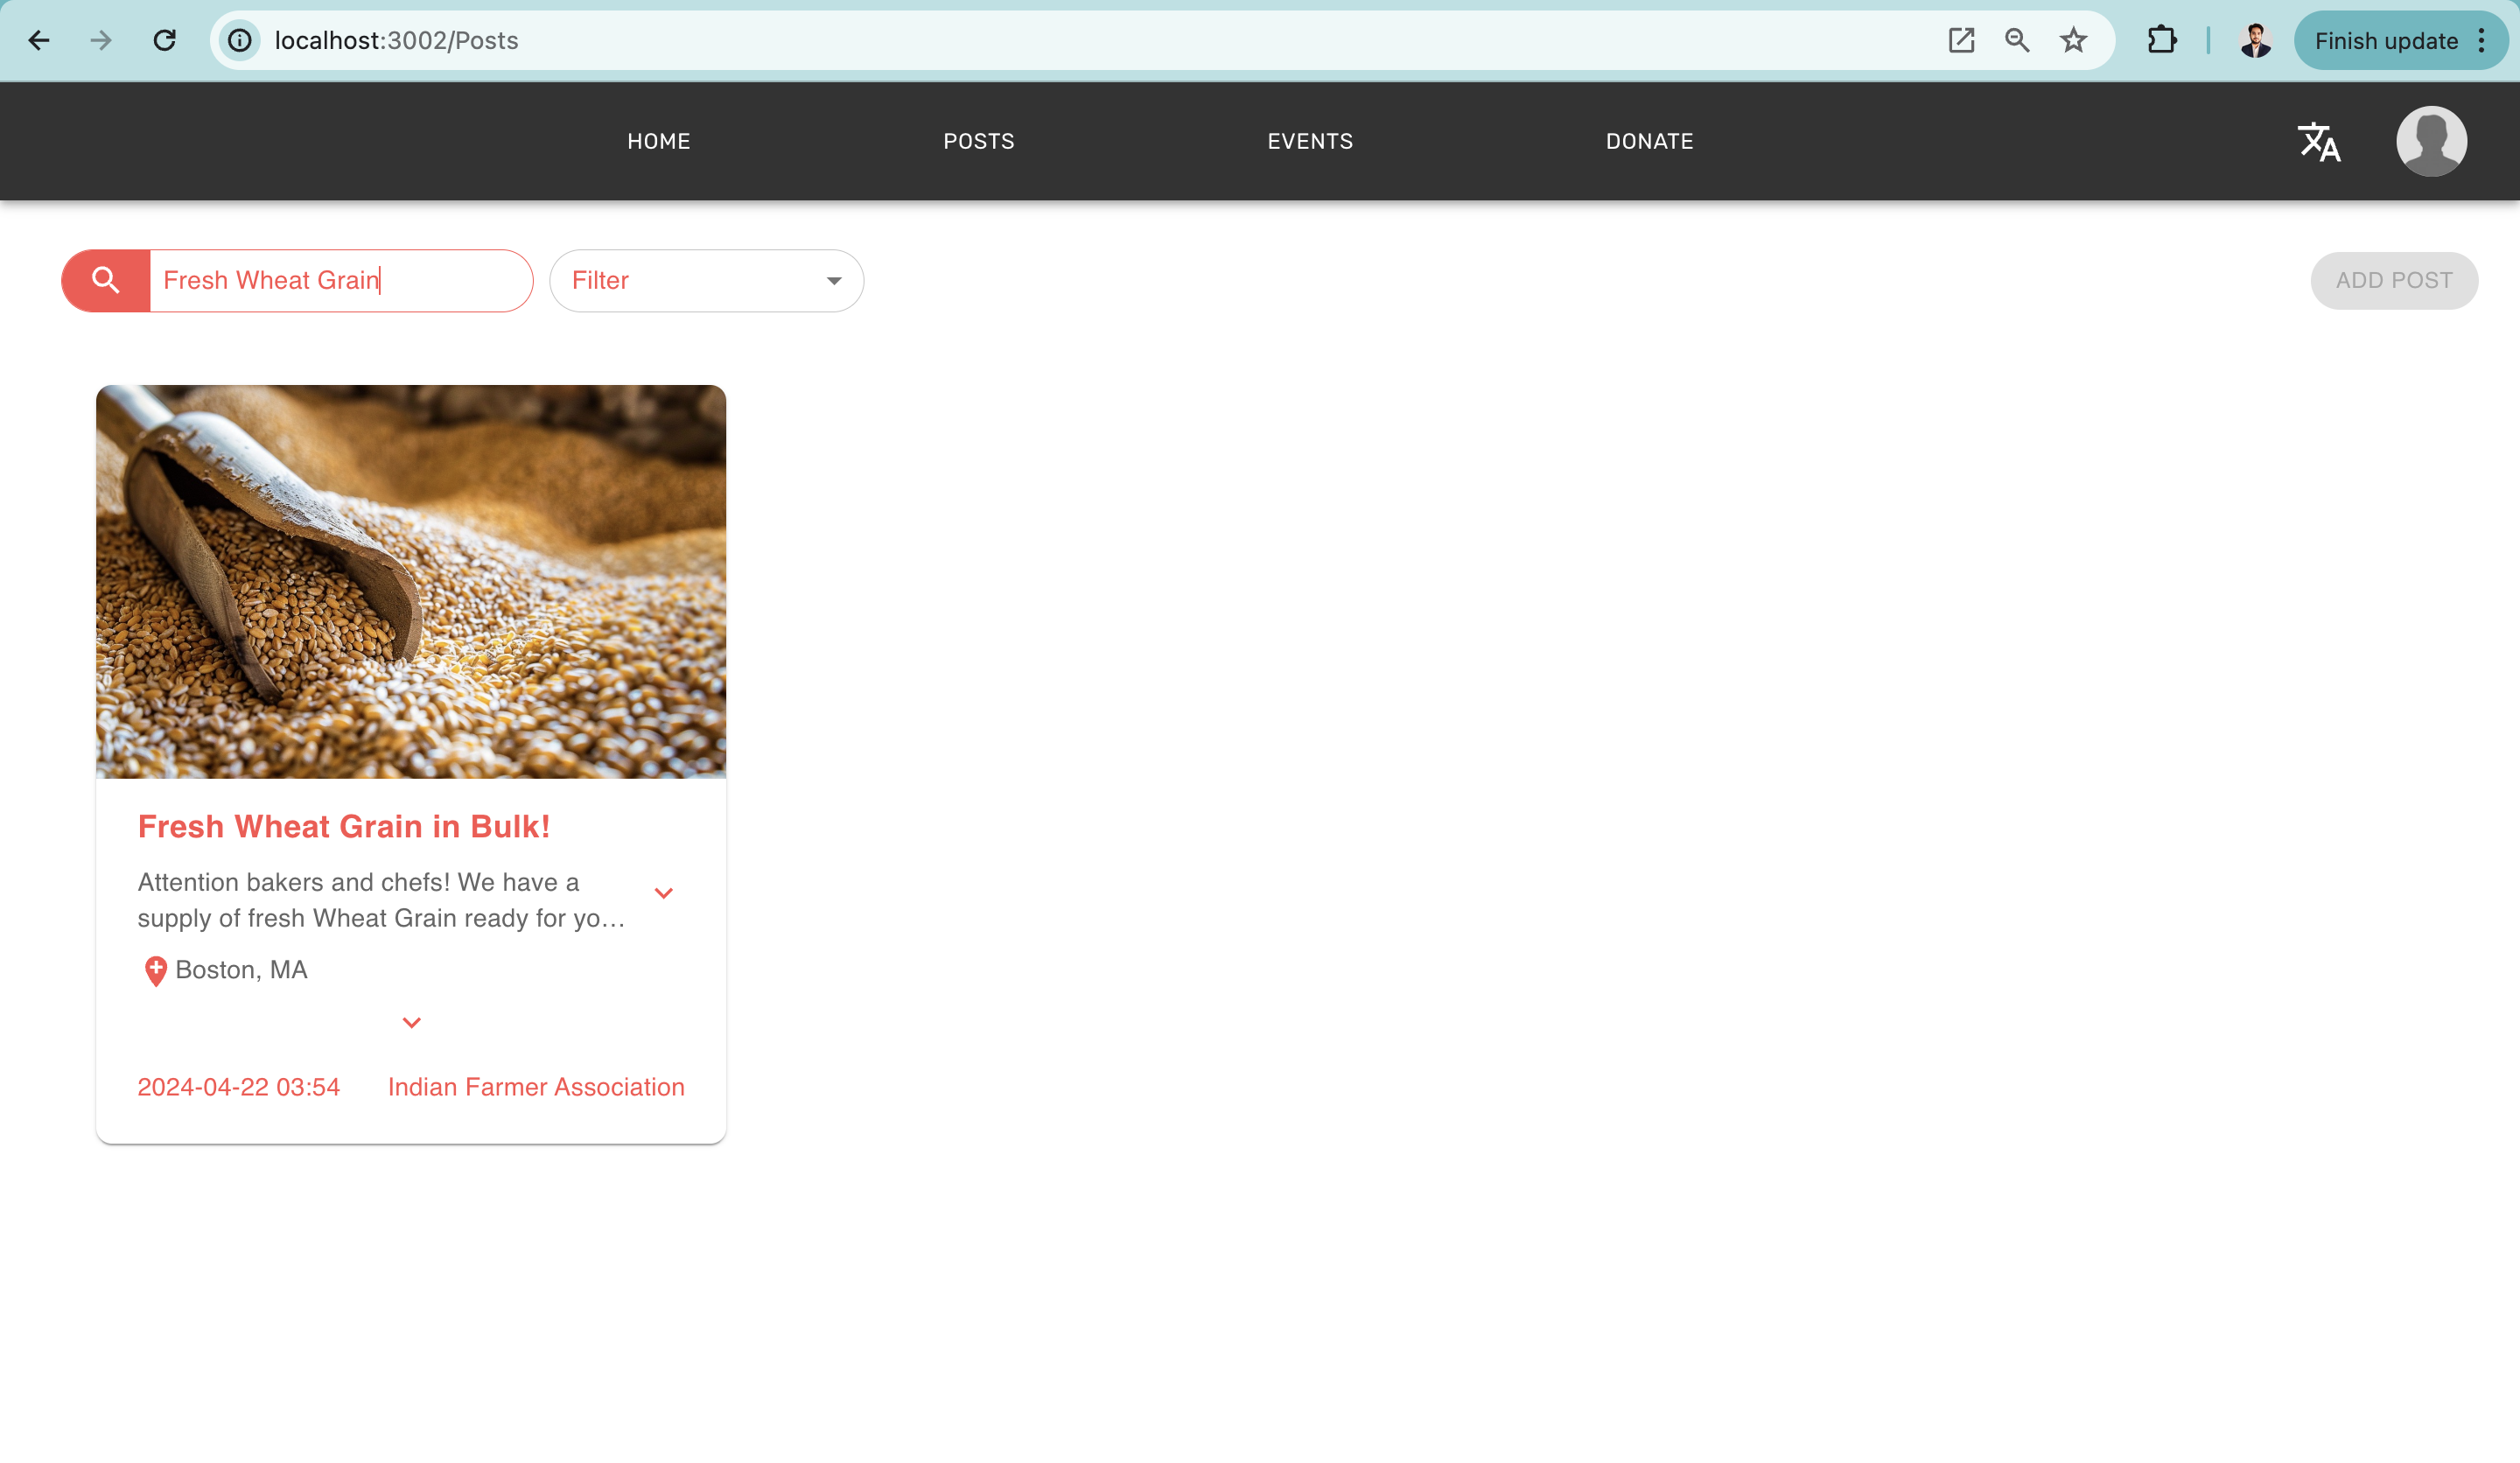 localhost:3002/Posts
Finish update
HOME
POSTS
EVENTS
DONATE
Fresh Wheat Grain
Filter
ADD POST
Fresh Wheat Grain in Bulk!
Attention bakers and chefs! We have a
supply of fresh Wheat Grain ready for yo…
Boston, MA
2024-04-22 03:54
Indian Farmer Association